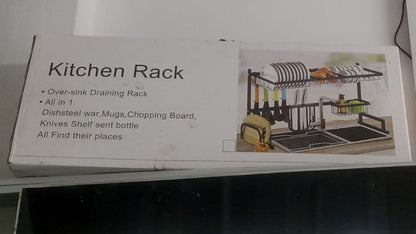 Kitchen Rack
• Over-sink Draining Rack
• All in 1
Dishsteel war,Mugs,Chopping Board,
Knives Shelf sent bottle
All Find their places